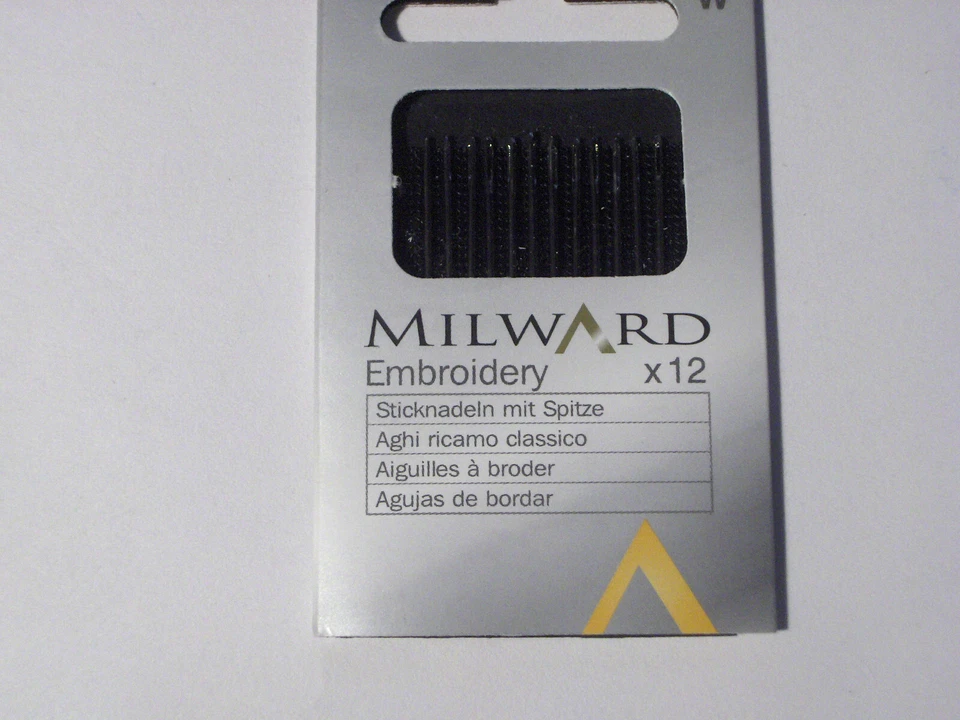 MILWARD
Embroidery x12
Sticknadeln mit Spitze
Aghi ricamo classico
Aiguilles à broder
Agujas de bordar